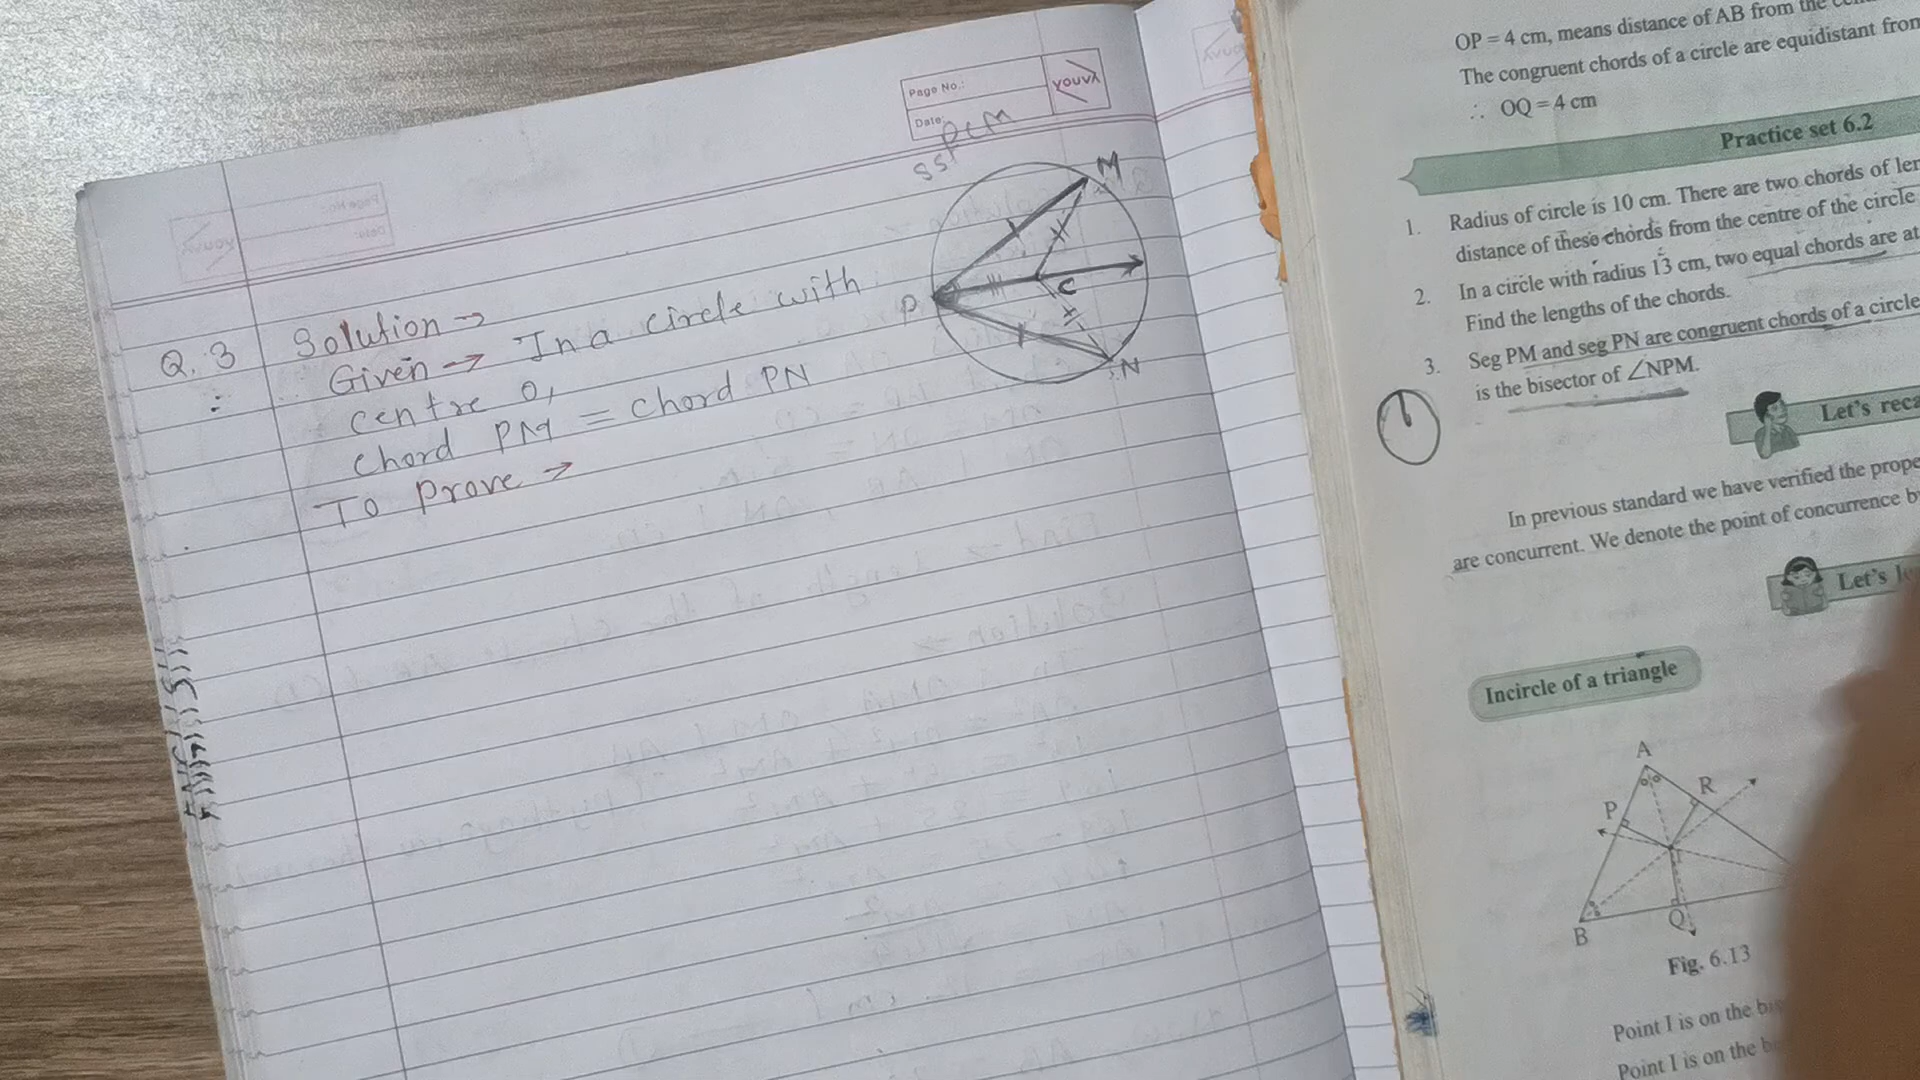 Page No.:
youva
Date:
SSP
PCM
M
P
C
N
Q. 3 Solution →
: Given → In a circle with
centre O,
chord PM = chord PN
To prove →
OP = 4 cm, means distance of AB from the
The congruent chords of a circle are equidistant from
∴ OQ = 4 cm
Practice set 6.2
1. Radius of circle is 10 cm. There are two chords of
distance of these chords from the centre of the circle
2. In a circle with radius 13 cm, two equal chords are at
Find the lengths of the chords.
3. Seg PM and seg PN are congruent chords of a circle
is the bisector of ∠NPM.
Let's
In previous standard we have verified the
are concurrent. We denote the point of concurrence
Let's
Incircle of a triangle
A
R
P
I
B
Q
Fig. 6.13
Point I is on the
Point I is on the